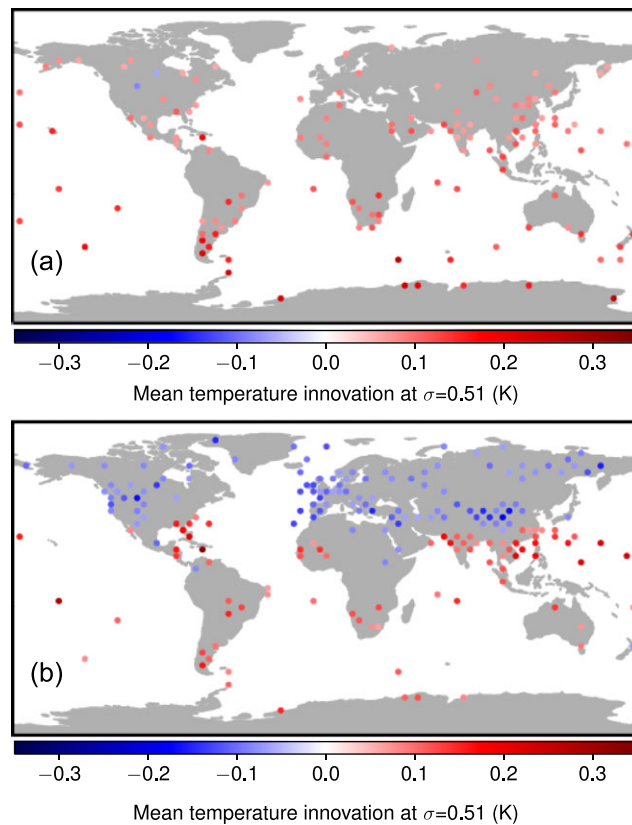 (a)
−0.3 −0.2 −0.1 0.0 0.1 0.2 0.3
Mean temperature innovation at σ=0.51 (K)
(b)
−0.3 −0.2 −0.1 0.0 0.1 0.2 0.3
Mean temperature innovation at σ=0.51 (K)